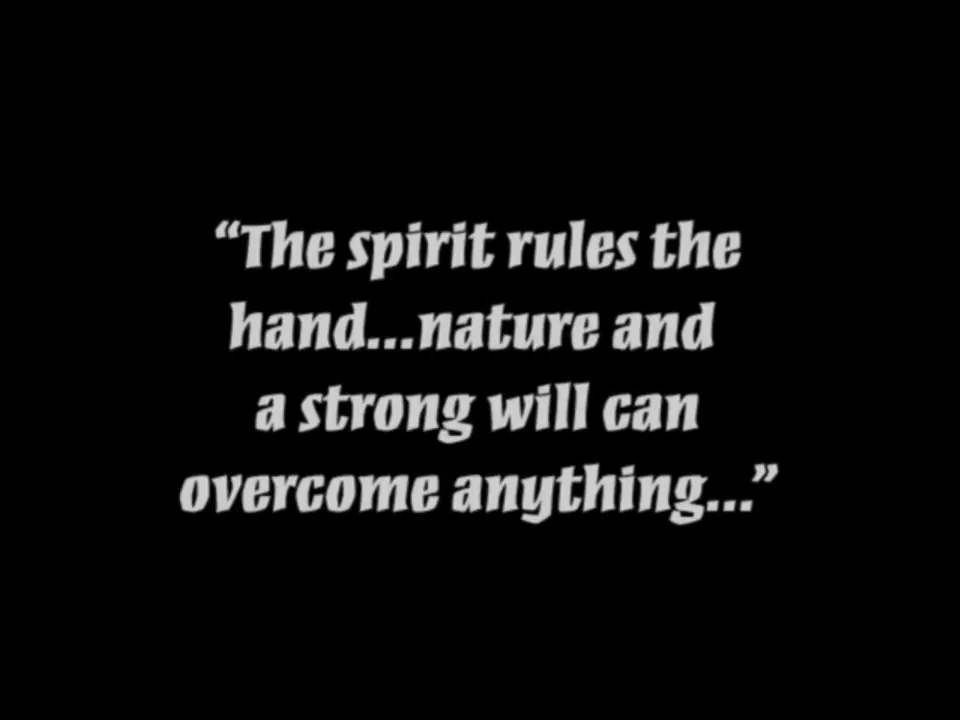 “The spirit rules the
hand...nature and
a strong will can
overcome anything...”